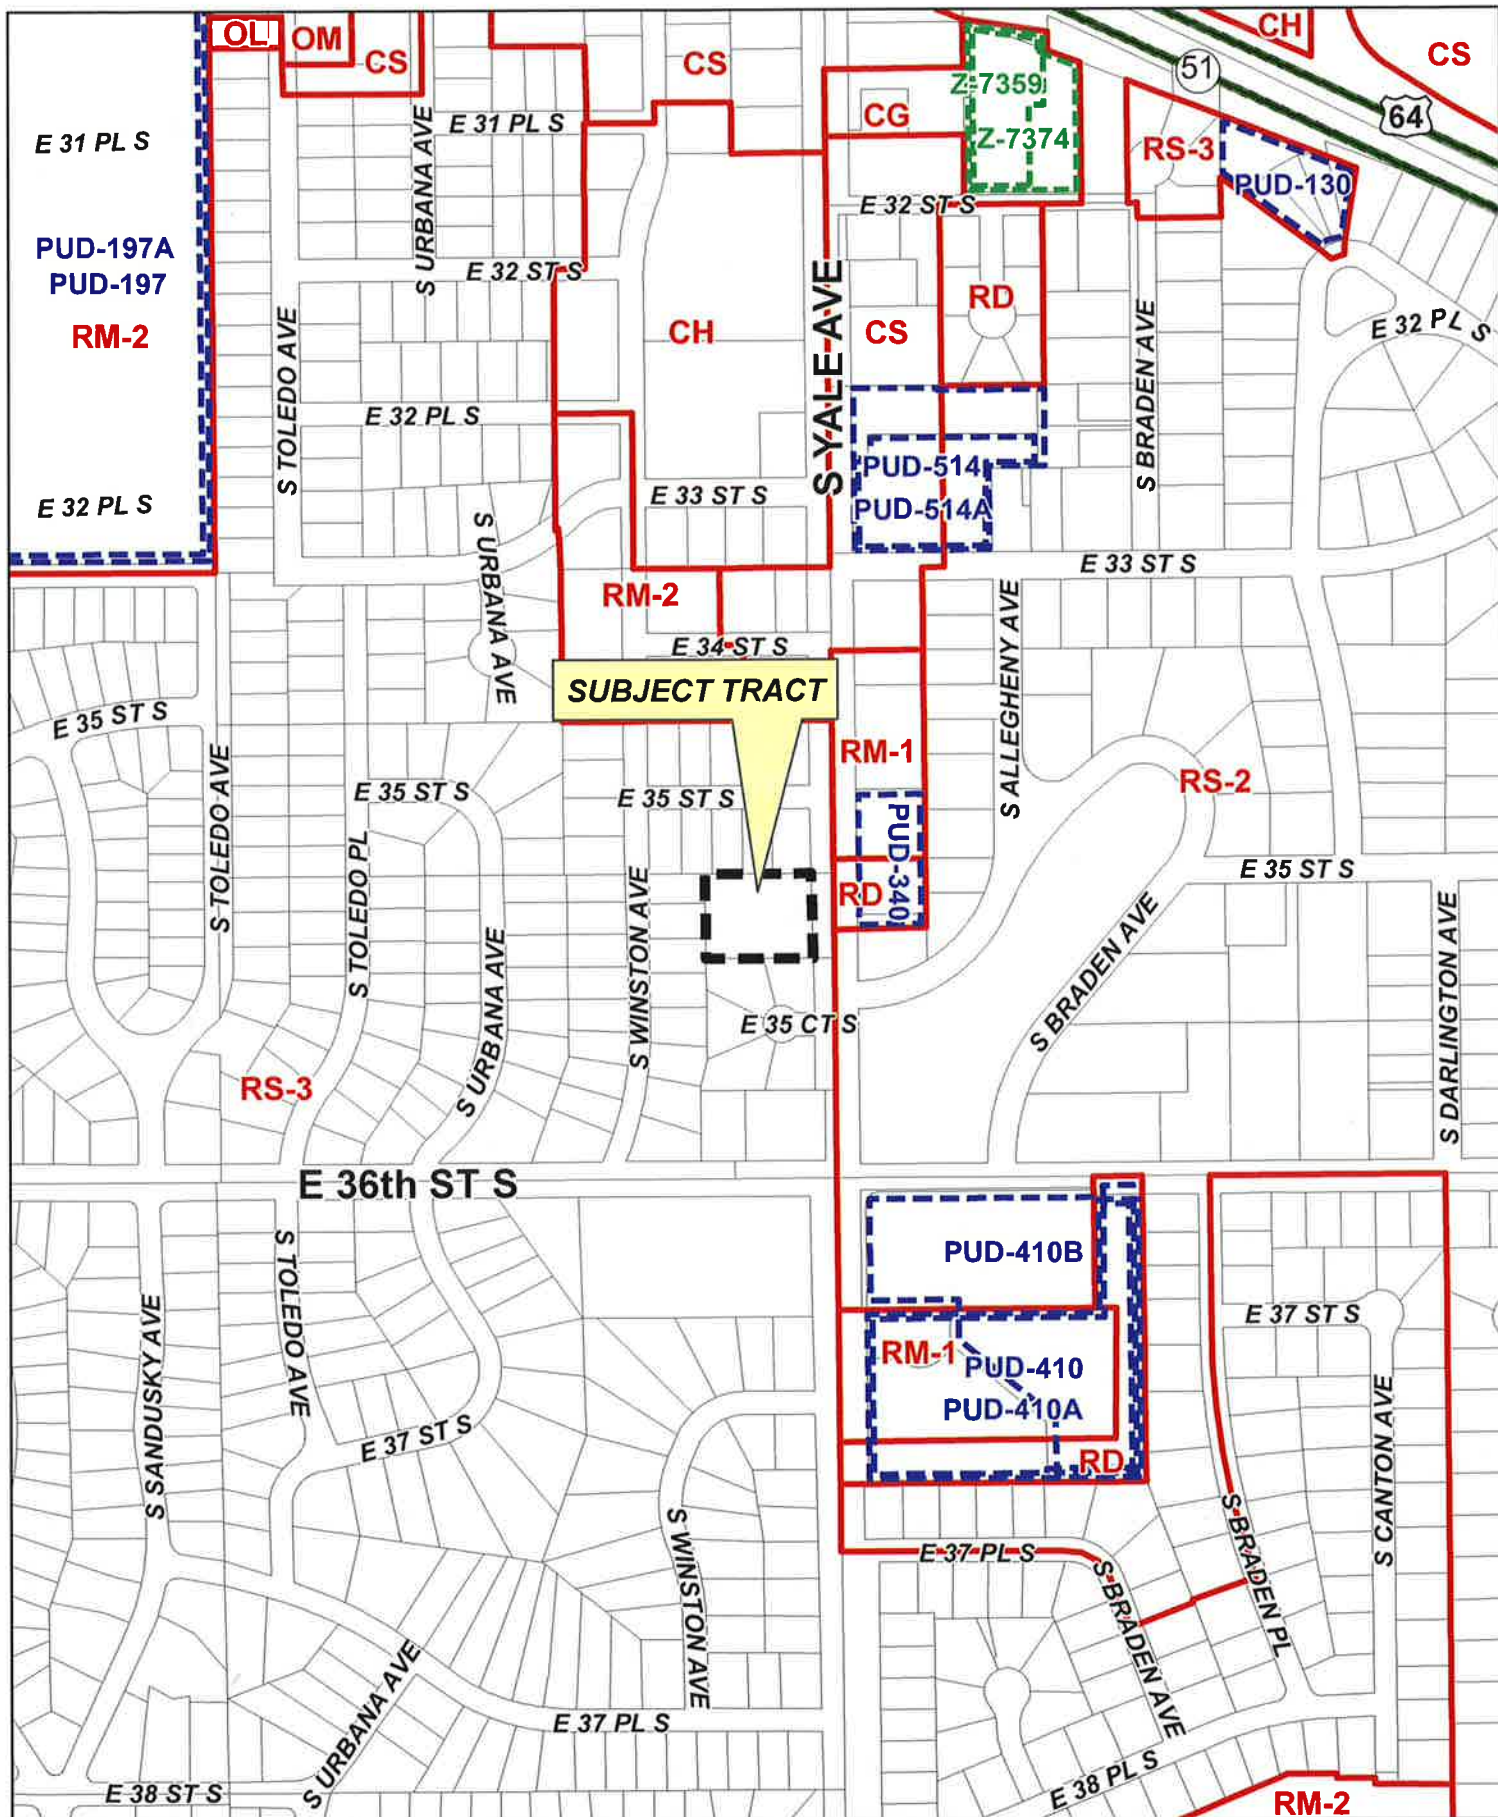 OL
OM
CS
CS
CH
CS
51
64
Z-7359
Z-7374
CG
RS-3
PUD-130
E 31 PL S
E 31 PL S
S URBANA AVE
PUD-197A
PUD-197
RM-2
E 32 ST S
E 32 ST S
RD
CH
CS
S YALE AVE
S BRADEN AVE
E 32 PL S
S TOLEDO AVE
E 32 PL S
E 32 PL S
PUD-514
PUD-514A
E 33 ST S
S URBANA AVE
E 33 ST S
RM-2
E 34 ST S
S ALLEGHENY AVE
SUBJECT TRACT
E 35 ST S
RM-1
RS-2
E 35 ST S
E 35 ST S
S TOLEDO AVE
S TOLEDO PL
PUD-340
RD
E 35 ST S
S WINSTON AVE
S URBANA AVE
S BRADEN AVE
S DARLINGTON AVE
E 35 CT S
RS-3
E 36th ST S
S TOLEDO AVE
PUD-410B
E 37 ST S
S SANDUSKY AVE
RM-1
PUD-410
PUD-410A
E 37 ST S
RD
S CANTON AVE
S WINSTON AVE
E 37 PL S
S BRADEN PL
S BRADEN AVE
S URBANA AVE
E 37 PL S
E 38 PL S
E 38 ST S
RM-2